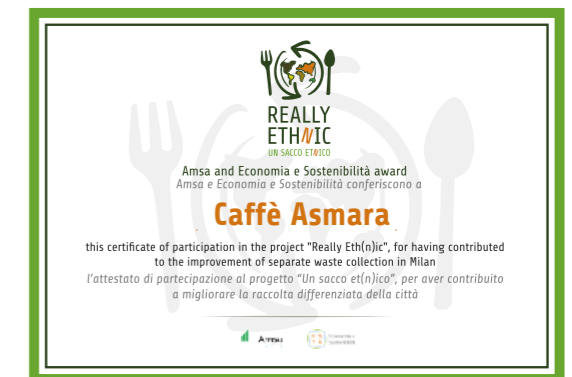 REALLY
ETHNIC
UN SACCO ETNICO
Amsa and Economia e Sostenibilità award
Amsa e Economia e Sostenibilità conferiscono a
Caffè Asmara
this certificate of participation in the project "Really Eth(n)ic", for having contributed
to the improvement of separate waste collection in Milan
l'attestato di partecipazione al progetto “Un sacco et(n)ico”, per aver contribuito
a migliorare la raccolta differenziata della città